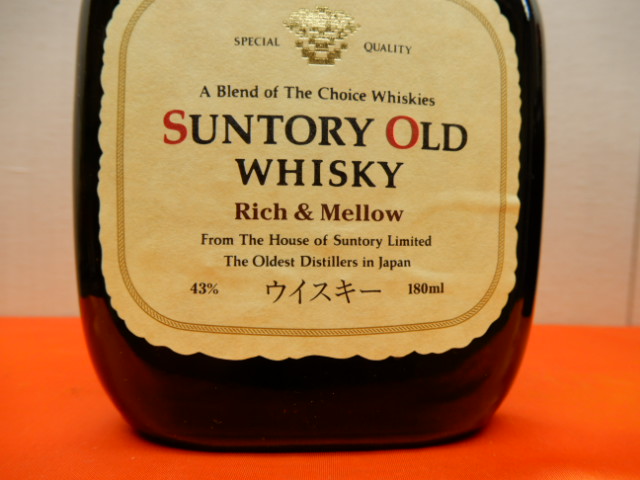 SPECIAL QUALITY
A Blend of The Choice Whiskies
SUNTORY OLD
WHISKY
Rich & Mellow
From The House of Suntory Limited
The Oldest Distillers in Japan
43% ウイスキー 180ml